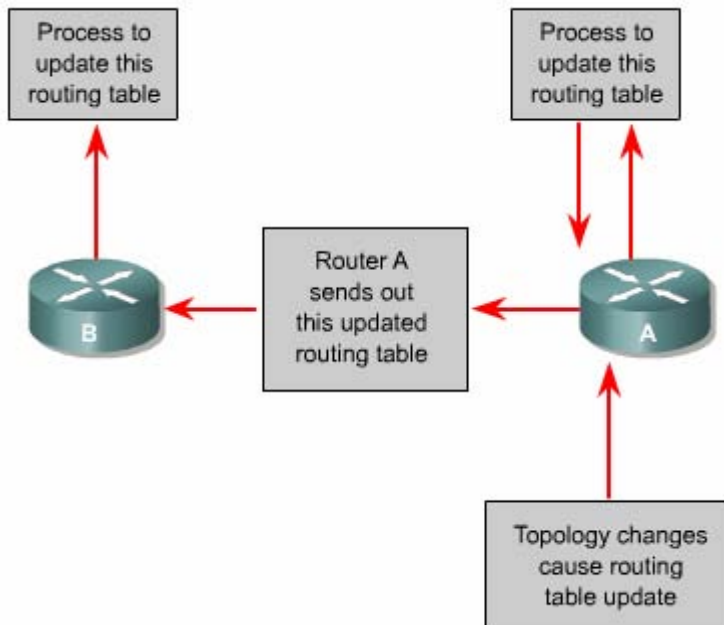 Process to
update this
routing table
Process to
update this
routing table
Router A
sends out
this updated
routing table
B
A
Topology changes
cause routing
table update